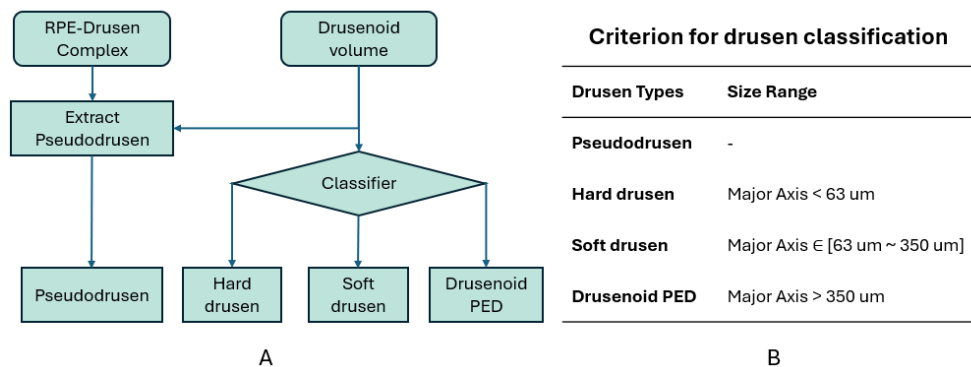 RPE-Drusen
Complex
Drusenoid
volume
Extract
Pseudodrusen
Classifier
Pseudodrusen
Hard
drusen
Soft
drusen
Drusenoid
PED
A
Criterion for drusen classification
Drusen Types Size Range
Pseudodrusen -
Hard drusen Major Axis < 63 um
Soft drusen Major Axis ∈ [63 um ~ 350 um]
Drusenoid PED Major Axis > 350 um
B